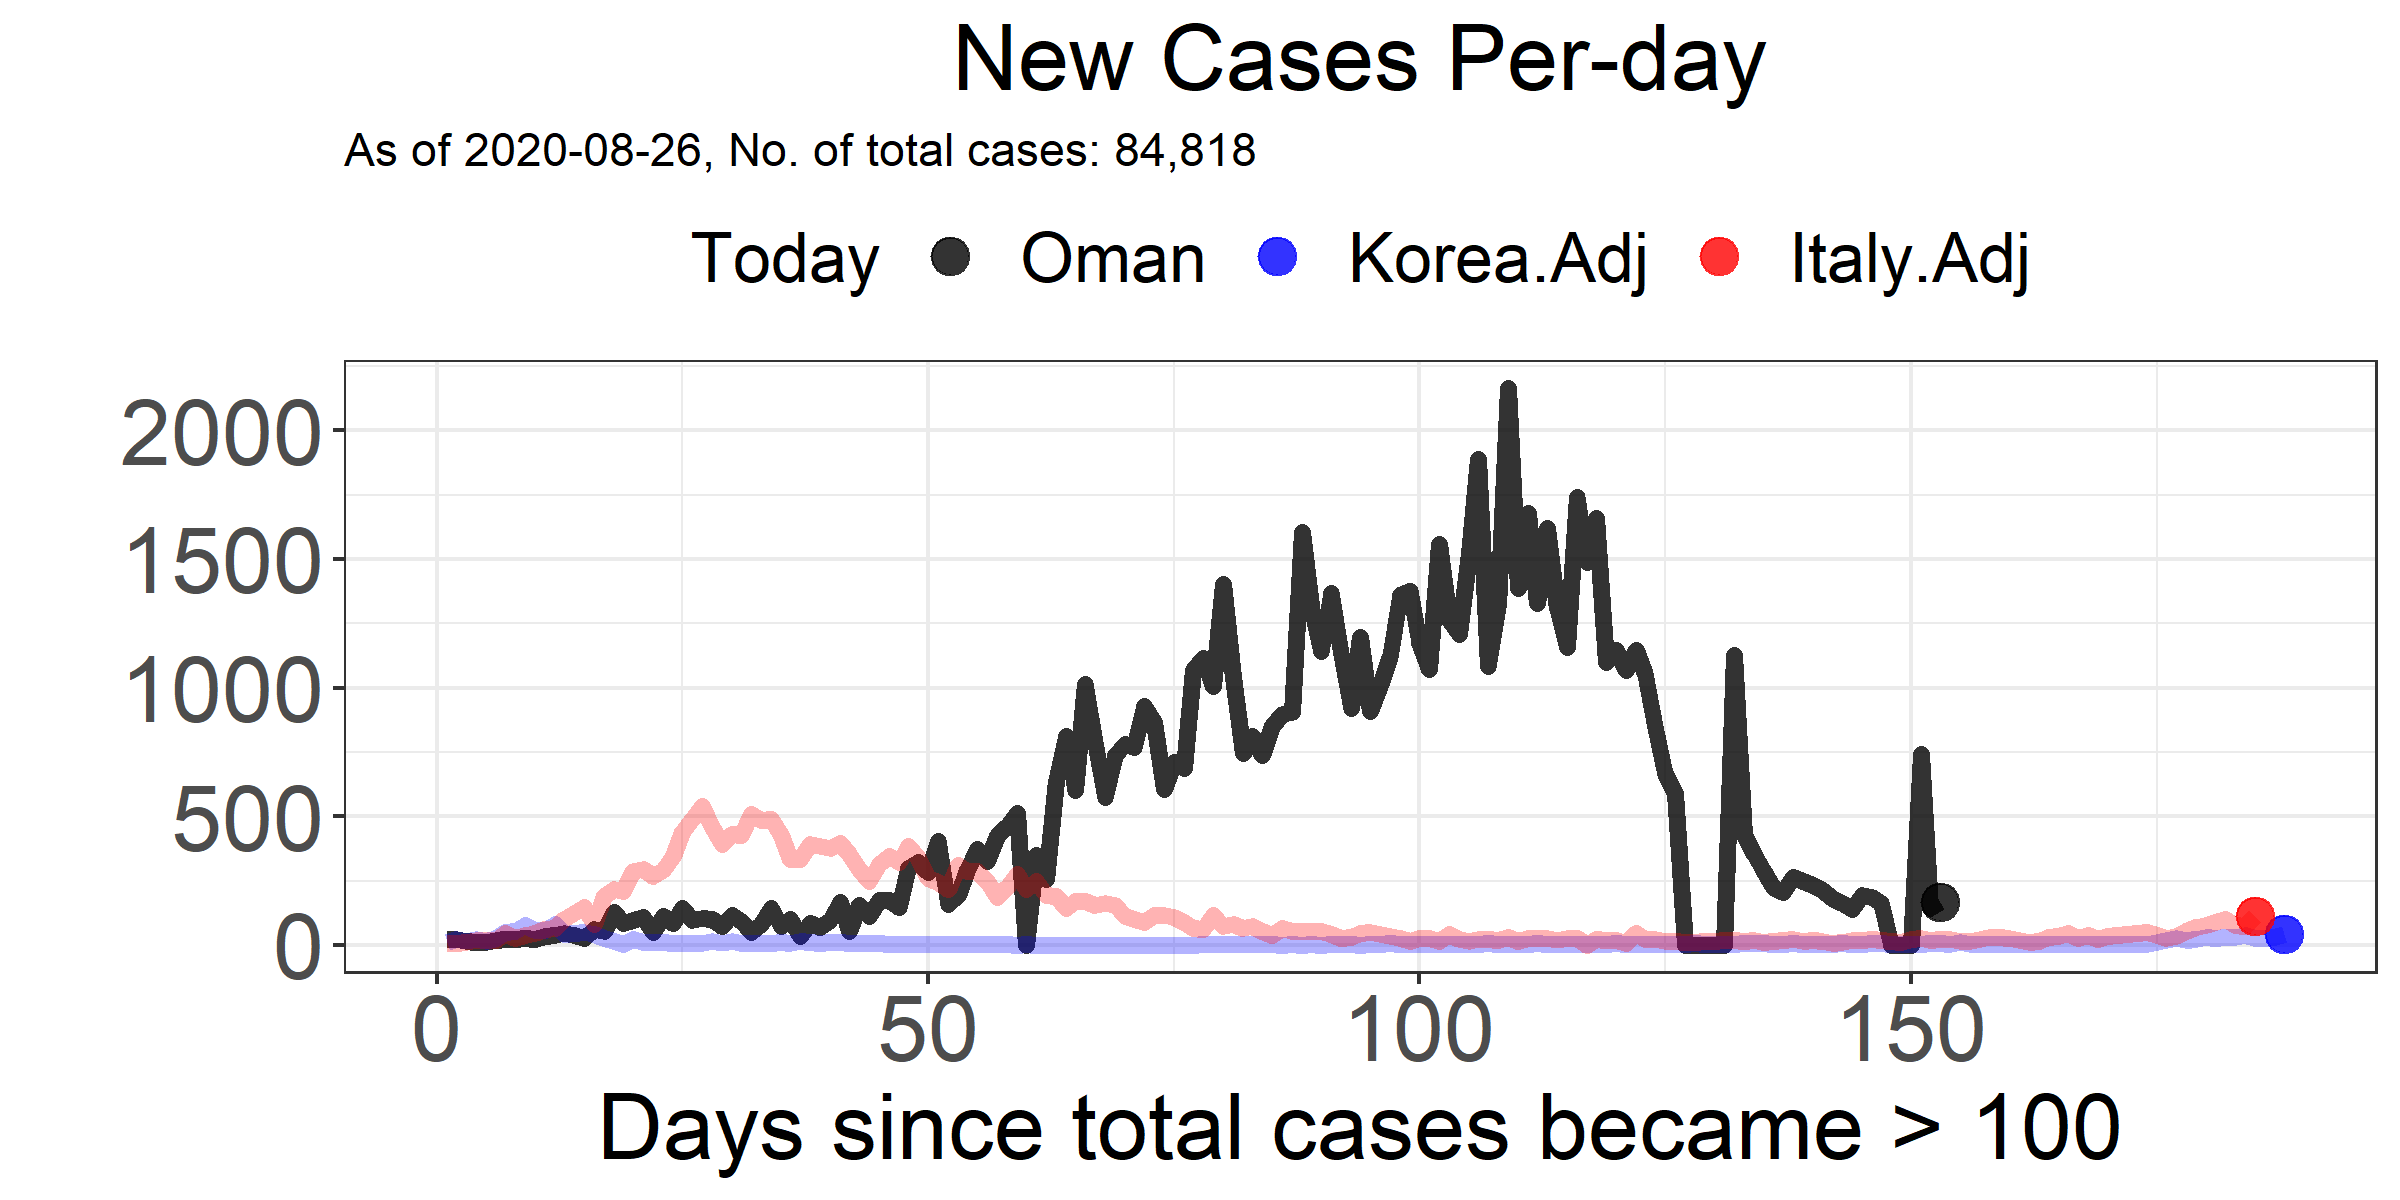 New Cases Per-day
As of 2020-08-26, No. of total cases: 84,818
Today Oman Korea.Adj Italy.Adj
2000
1500
1000
500
0
0 50 100 150
Days since total cases became > 100